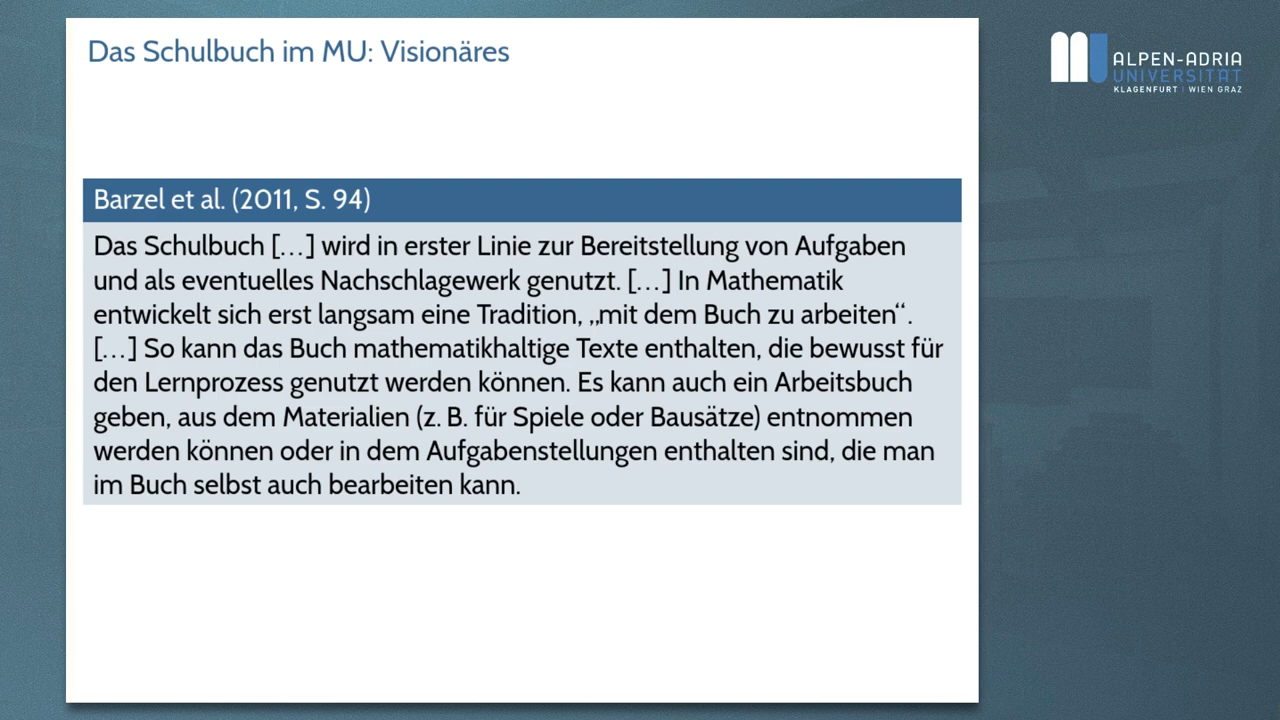 Das Schulbuch im MU: Visionäres
ALPEN-ADRIA
UNIVERSITÄT
KLAGENFURT | WIEN GRAZ
Barzel et al. (2011, S. 94)
Das Schulbuch […] wird in erster Linie zur Bereitstellung von Aufgaben
und als eventuelles Nachschlagewerk genutzt. […] In Mathematik
entwickelt sich erst langsam eine Tradition, „mit dem Buch zu arbeiten“.
[…] So kann das Buch mathematikhaltige Texte enthalten, die bewusst für
den Lernprozess genutzt werden können. Es kann auch ein Arbeitsbuch
geben, aus dem Materialien (z. B. für Spiele oder Bausätze) entnommen
werden können oder in dem Aufgabenstellungen enthalten sind, die man
im Buch selbst auch bearbeiten kann.